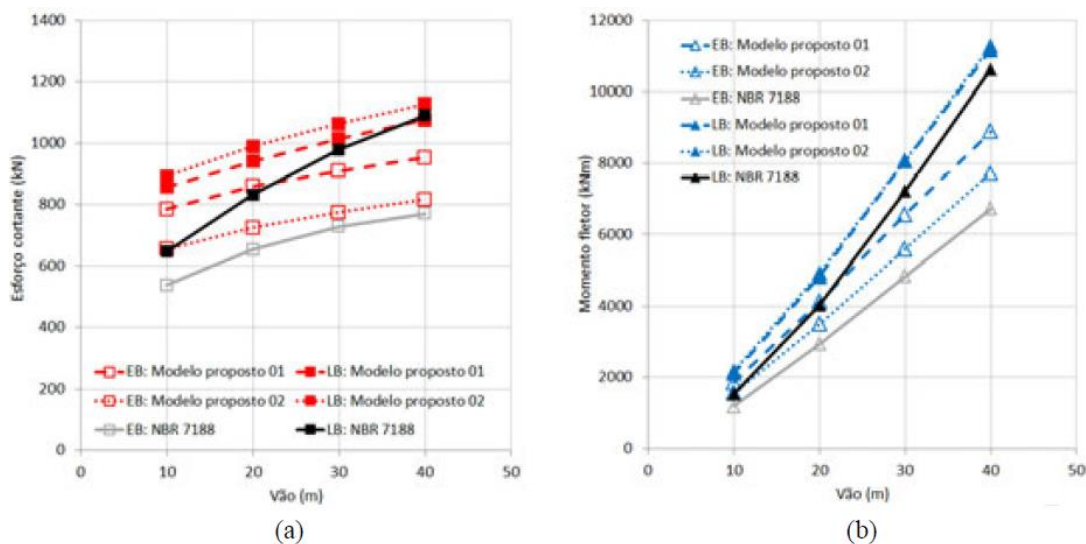 1400
1200
1000
800
600
400
200
0
Esforço cortante (kN)
EB: Modelo proposto 01
LB: Modelo proposto 01
EB: Modelo proposto 02
LB: Modelo proposto 02
EB: NBR 7188
LB: NBR 7188
0 10 20 30 40 50
Vão (m)
(a)
12000
10000
8000
6000
4000
2000
0
Momento fletor (kNm)
EB: Modelo proposto 01
EB: Modelo proposto 02
EB: NBR 7188
LB: Modelo proposto 01
LB: Modelo proposto 02
LB: NBR 7188
0 10 20 30 40 50
Vão (m)
(b)